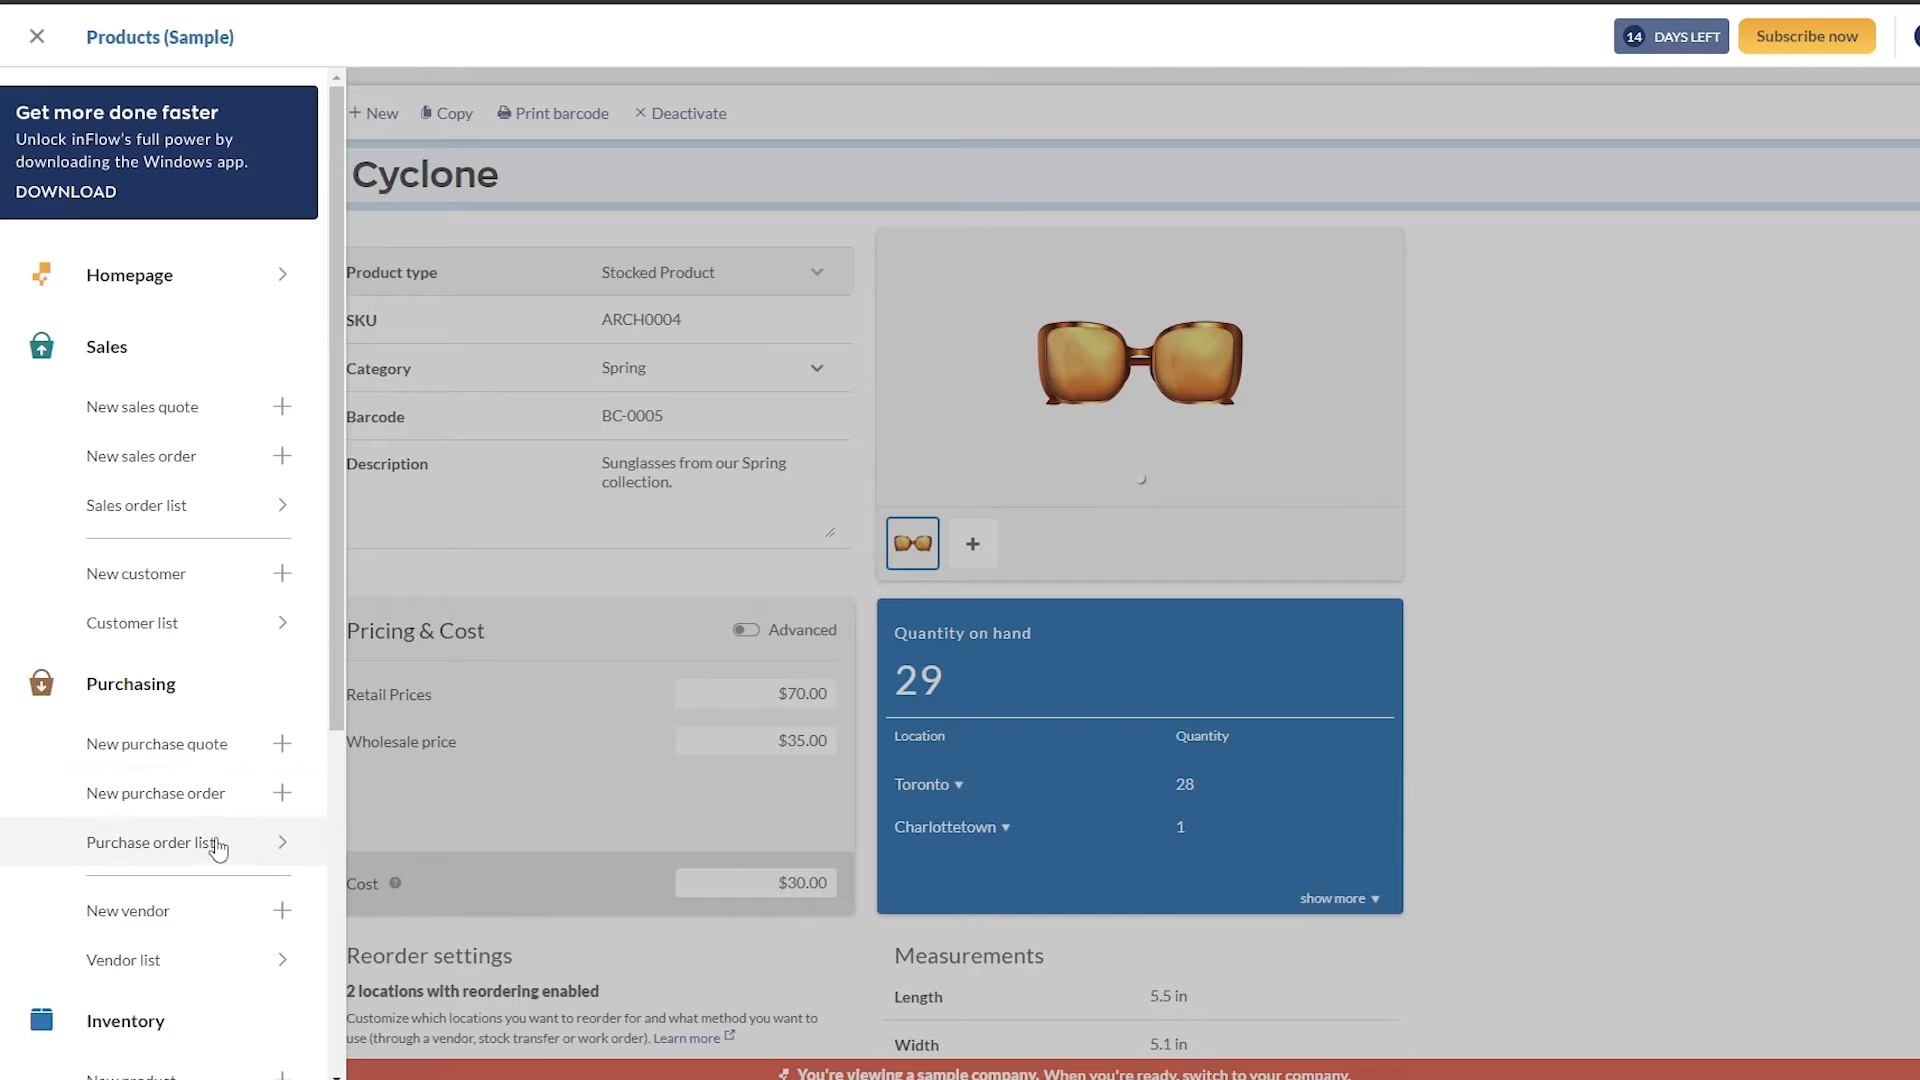 Products (Sample)
14 DAYS LEFT
Subscribe now
Get more done faster
Unlock inFlow's full power by
downloading the Windows app.
DOWNLOAD
Homepage
Sales
New sales quote
New sales order
Sales order list
New customer
Customer list
Purchasing
New purchase quote
New purchase order
Purchase order list
New vendor
Vendor list
Inventory
New product
New
Copy
Print barcode
Deactivate
Cyclone
Product type
Stocked Product
SKU
ARCH0004
Category
Spring
Barcode
BC-0005
Description
Sunglasses from our Spring
collection.
Pricing & Cost
Advanced
Retail Prices
$70.00
Wholesale price
$35.00
Cost
$30.00
Quantity on hand
29
Location Quantity
Toronto 28
Charlottetown 1
show more
Reorder settings
2 locations with reordering enabled
Customize which locations you want to reorder for and what method you want to
use (through a vendor, stock transfer or work order). Learn more
Measurements
Length 5.5 in
Width 5.1 in
You're viewing a sample company. When you're ready, switch to your company.